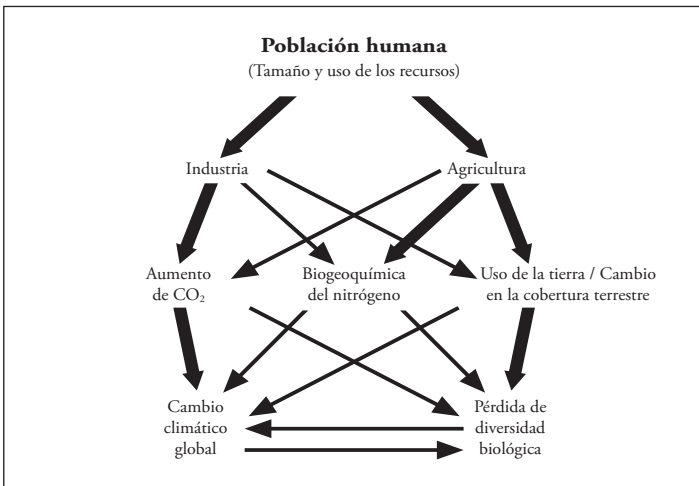 Población humana
(Tamaño y uso de los recursos)
Industria
Agricultura
Aumento
de CO₂
Biogeoquímica
del nitrógeno
Uso de la tierra / Cambio
en la cobertura terrestre
Cambio
climático
global
Pérdida de
diversidad
biológica